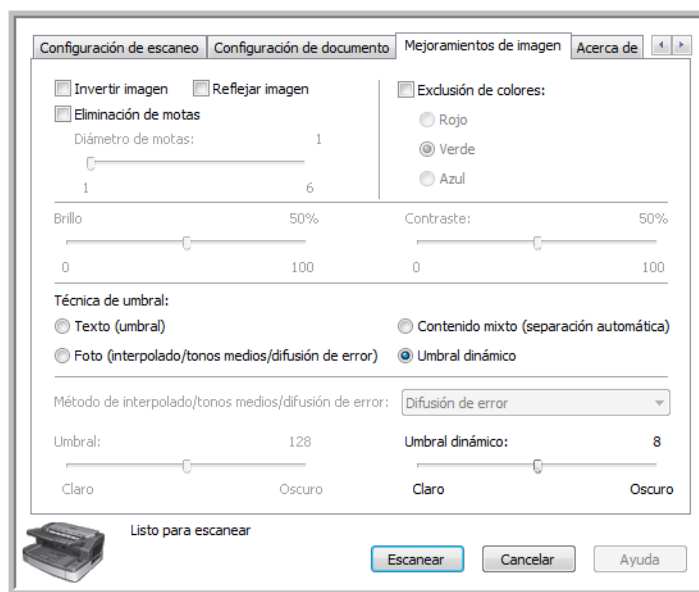 Configuración de escaneo Configuración de documento Mejoramientos de imagen Acerca de
Invertir imagen Reflejar imagen Exclusión de colores:
Eliminación de motas
Rojo
Diámetro de motas: 1
Verde
Azul
1 6
Brillo 50% Contraste: 50%
0 100 0 100
Técnica de umbral:
Texto (umbral) Contenido mixto (separación automática)
Foto (interpolado/tonos medios/difusión de error) Umbral dinámico
Método de interpolado/tonos medios/difusión de error: Difusión de error
Umbral: 128 Umbral dinámico: 8
Claro Oscuro Claro Oscuro
Listo para escanear
Escanear Cancelar Ayuda